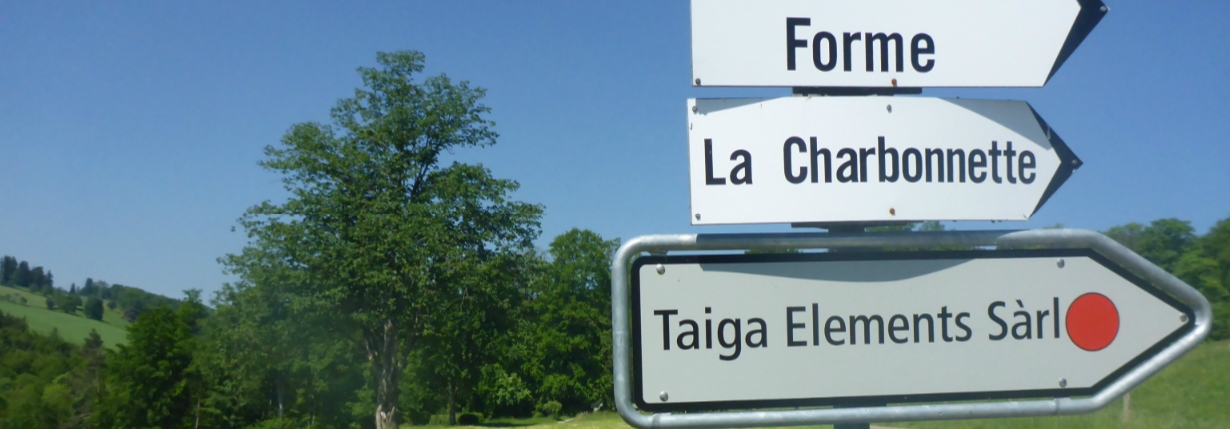 Forme
La Charbonnette
Taiga Elements Sàrl